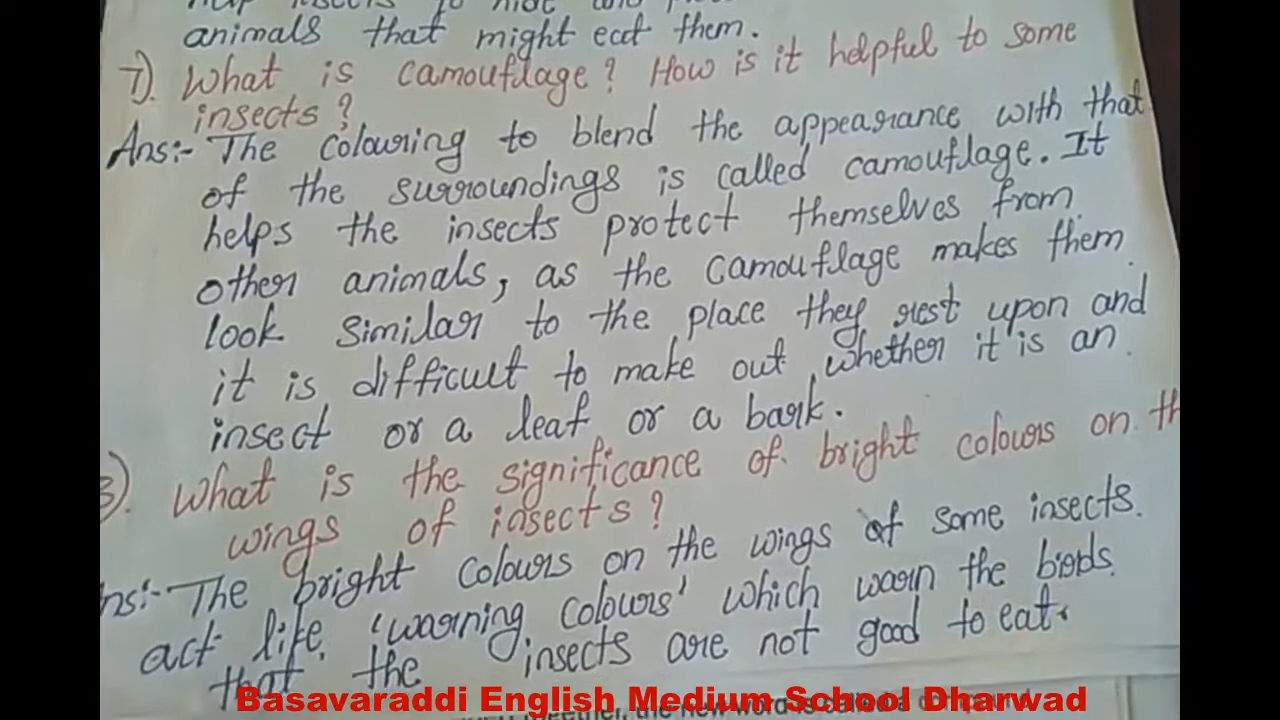 animals that might eat them.
7). What is camouflage? How is it helpful to some
insects?
Ans:- The colouring to blend the appearance with that
of the surroundings is called camouflage. It
helps the insects protect themselves from
other animals, as the camouflage makes them
look similar to the place they rest upon and
it is difficult to make out whether it is an
insect or a leaf or a bark.
What is the significance of bright colours on th
wings of insects?
ns:- The bright colours on the wings of some insects
act like 'warning colours' which warn the birds
that the insects are not good to eat.
Basavaraddi English Medium School Dharwad